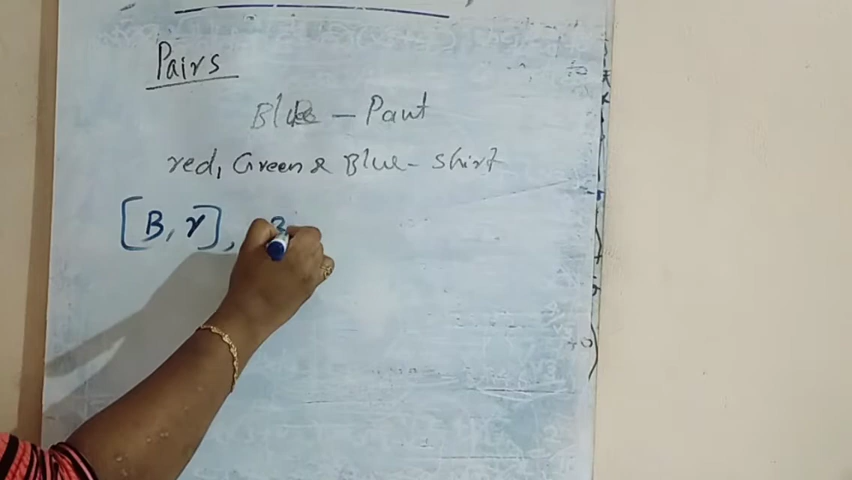 Pairs
Blue - Pant
red, Green & Blue - Shirt
[B, r], B